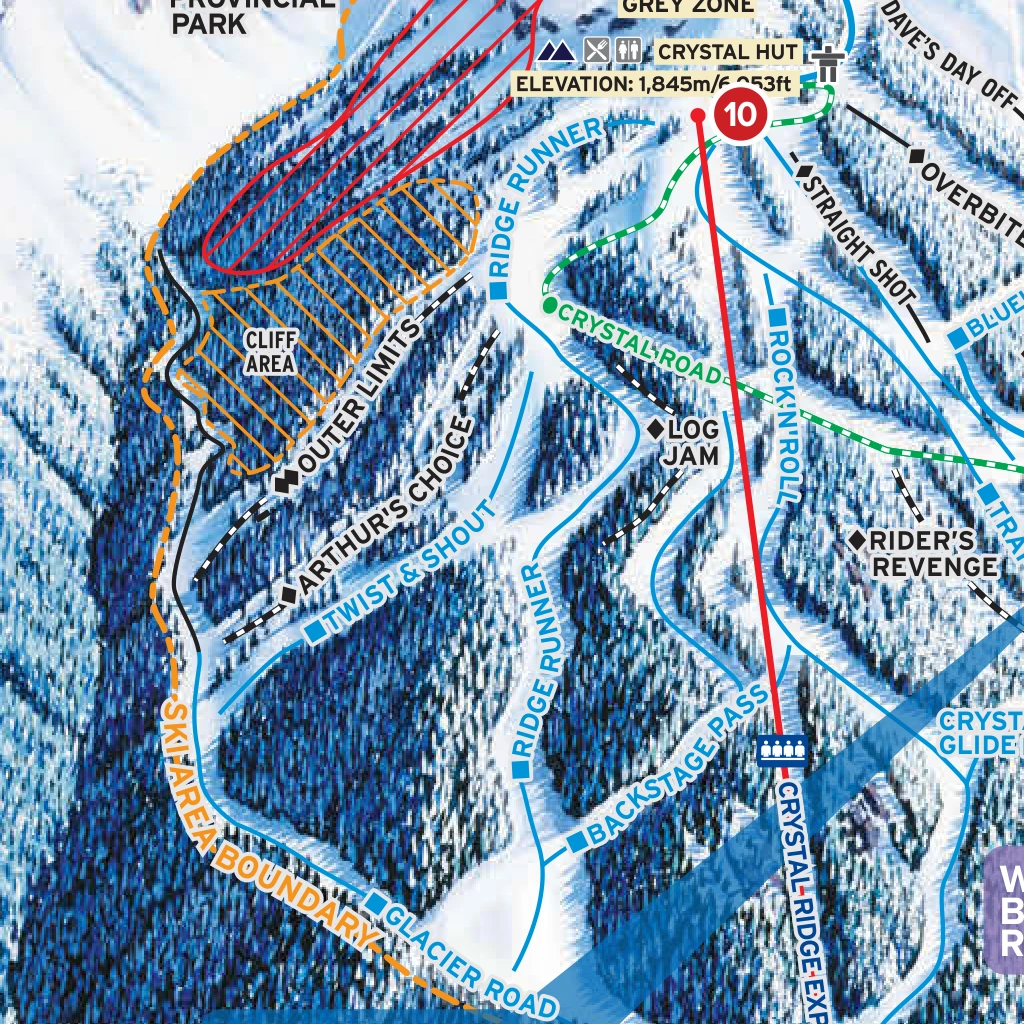 PROVINCIAL
PARK
GREY ZONE
CRYSTAL HUT
ELEVATION: 1,845m/6,053ft
10
DAVE'S DAY OFF
OVERBITE
STRAIGHT SHOT
RIDGE RUNNER
CRYSTAL ROAD
CLIFF
AREA
OUTER LIMITS
ARTHUR'S CHOICE
TWIST & SHOUT
LOG
JAM
ROCK'N'ROLL
RIDER'S
REVENGE
RIDGE RUNNER
BACKSTAGE PASS
GLIDE
CRYSTAL RIDGE EXP
SKI AREA BOUNDARY
GLACIER ROAD